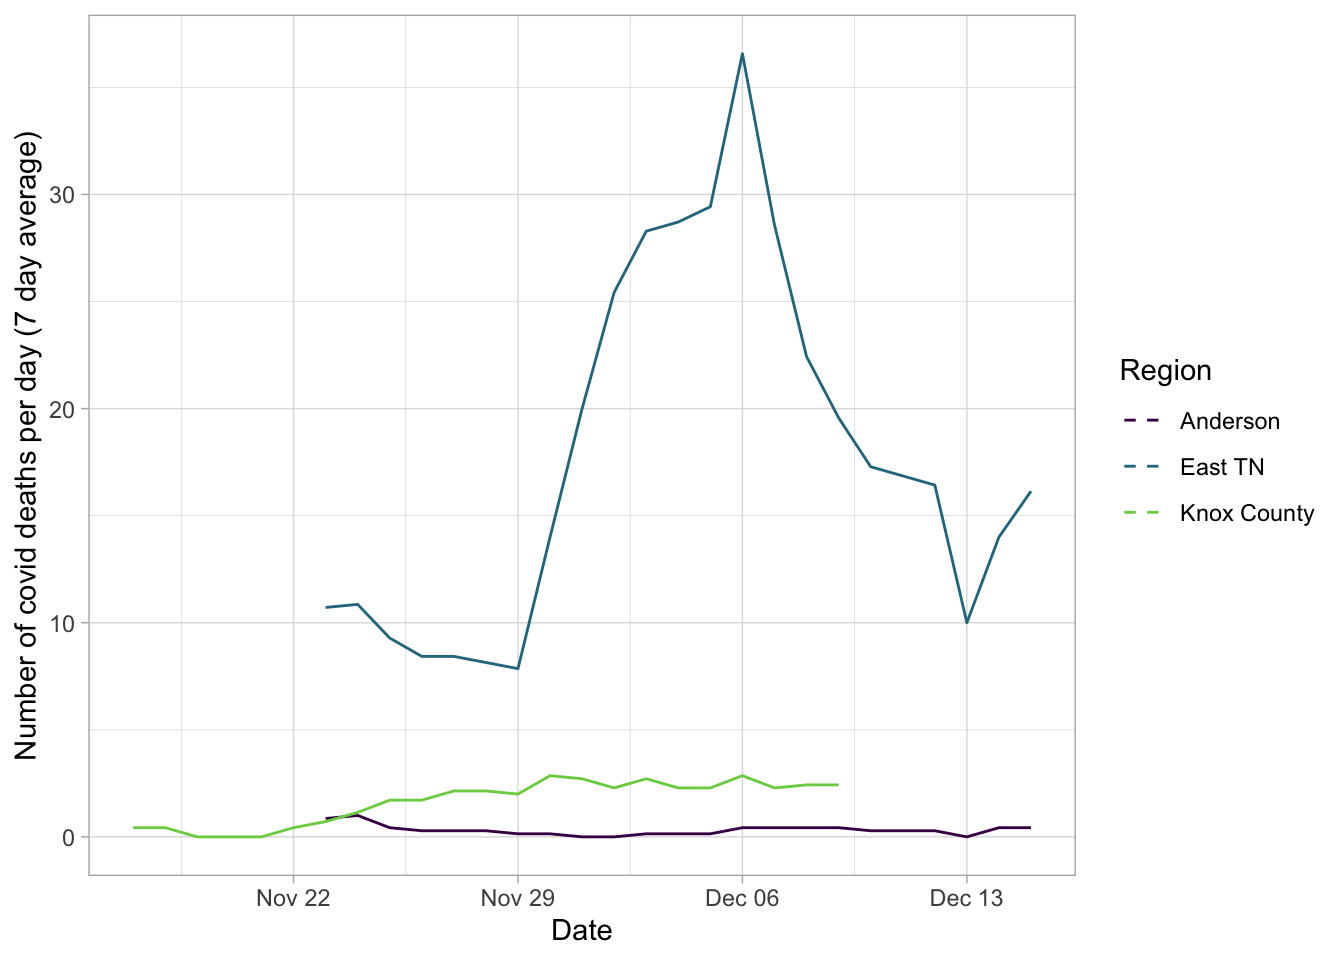 Number of covid deaths per day (7 day average)
30
20
10
0
Nov 22
Nov 29
Dec 06
Dec 13
Date
Region
Anderson
East TN
Knox County